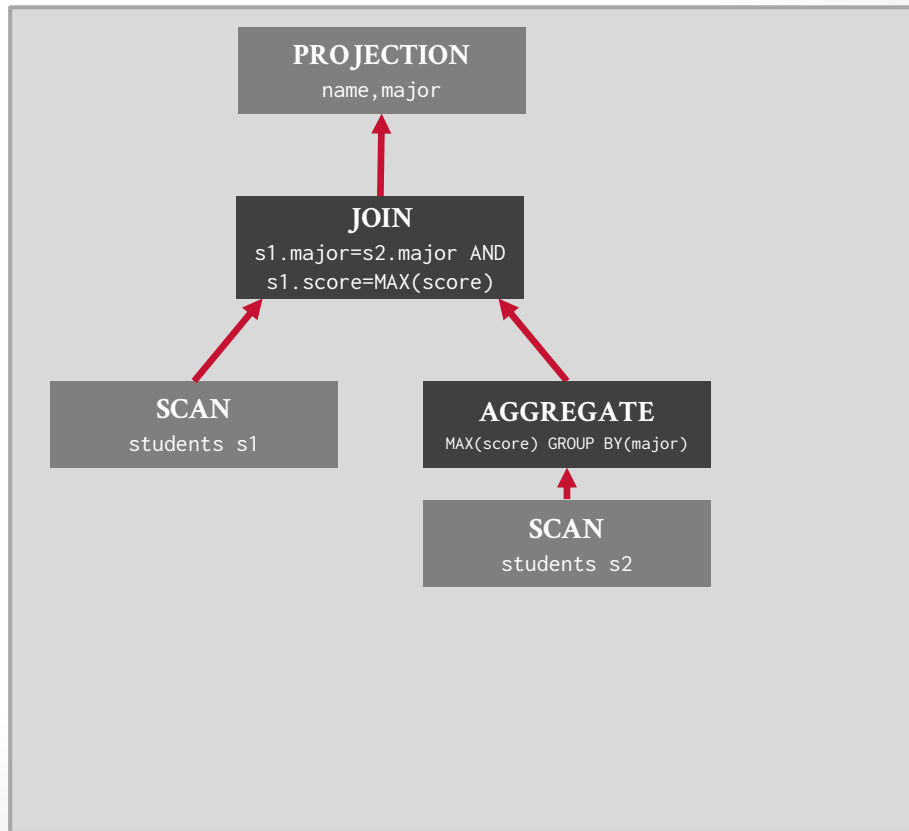 PROJECTION
name,major
JOIN
s1.major=s2.major AND
s1.score=MAX(score)
SCAN
students s1
AGGREGATE
MAX(score) GROUP BY(major)
SCAN
students s2